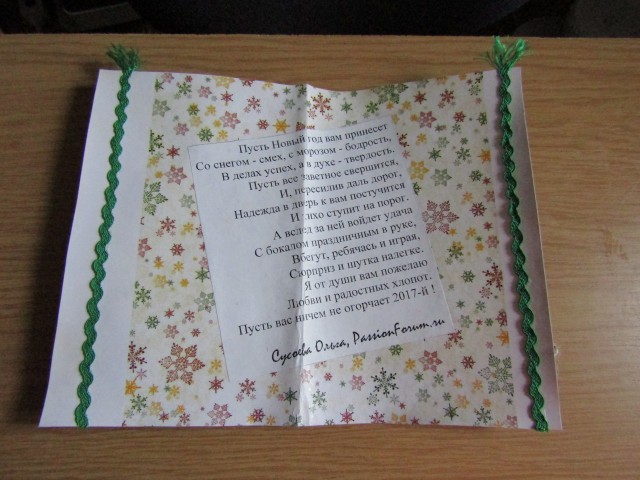 Пусть Новый год вам принесет
Со снегом - смех, с морозом - бодрость,
В делах успех, а в духе - твердость.
Пусть все заветное свершится,
И, пересилив даль дорог,
Надежда в дверь к вам постучится
И тихо ступит на порог.
А вслед за ней войдет удача
С бокалом праздничным в руке,
Вбегут, ребячась и играя,
Сюрприз и шутка налегке.
Я от души вам пожелаю
Любви и радостных хлопот.
Пусть вас ничем не огорчает 2017-й !
Сусоева Ольга, PassionForum.ru